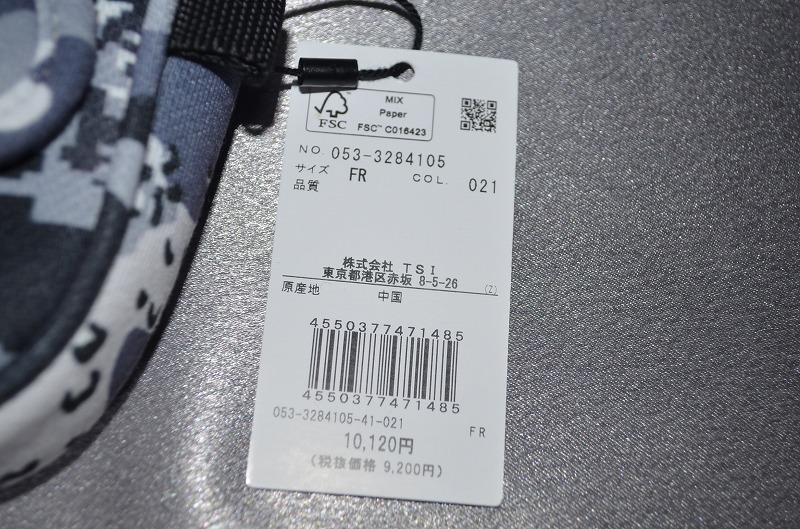 FSC
MIX
Paper
FSC™ C016423
NO. 053-3284105
サイズ FR COL. 021
品質
株式会社 TSI
東京都港区赤坂 8-5-26 (Z)
原産地 中国
4550377471485
4550377471485
053-3284105-41-021 FR
10,120円
(税抜価格 9,200円)